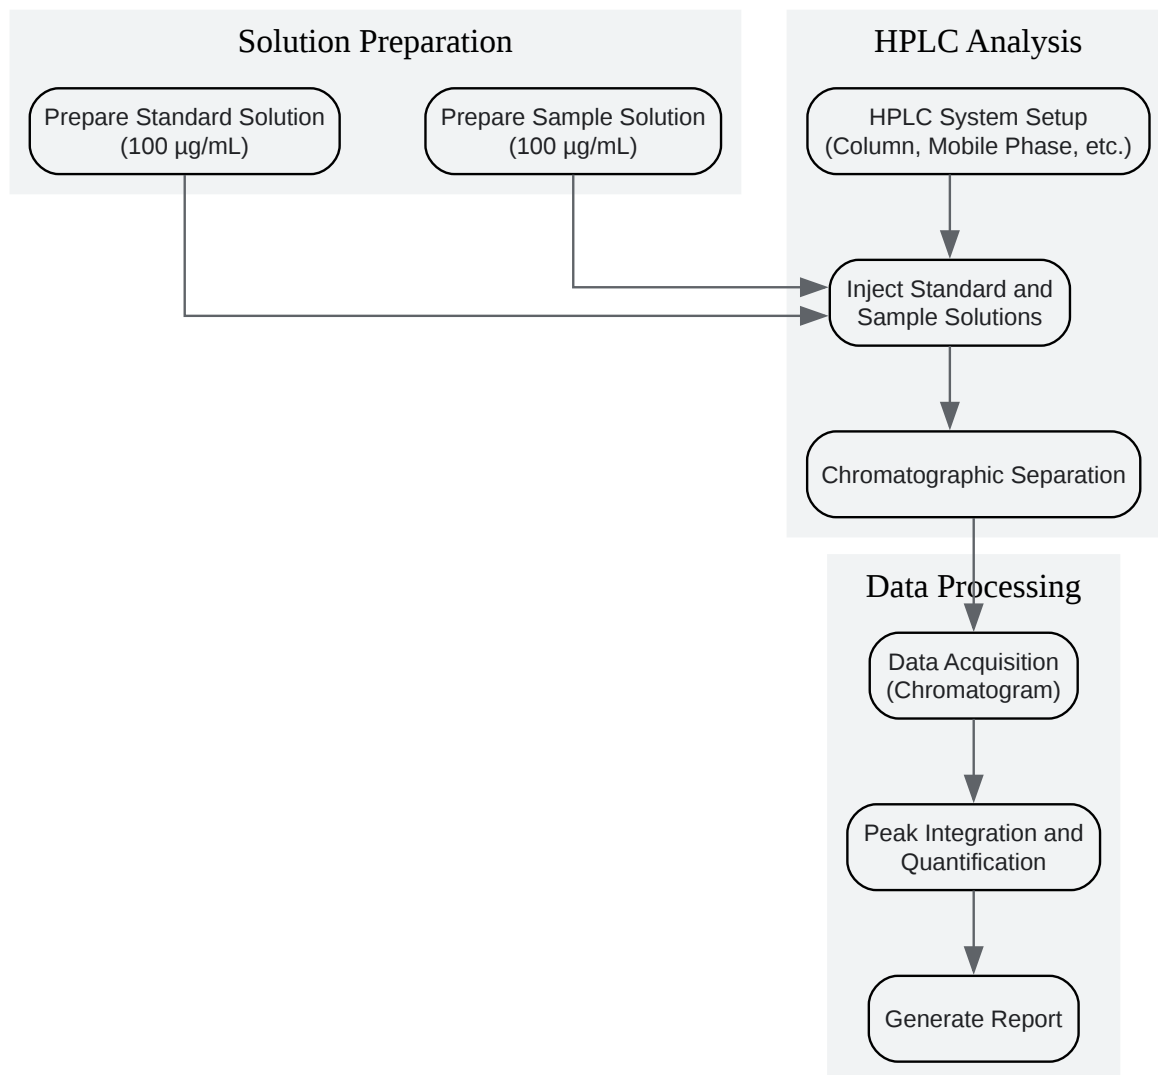 Solution Preparation
Prepare Standard Solution
(100 µg/mL)
Prepare Sample Solution
(100 µg/mL)
HPLC Analysis
HPLC System Setup
(Column, Mobile Phase, etc.)
Inject Standard and
Sample Solutions
Chromatographic Separation
Data Processing
Data Acquisition
(Chromatogram)
Peak Integration and
Quantification
Generate Report